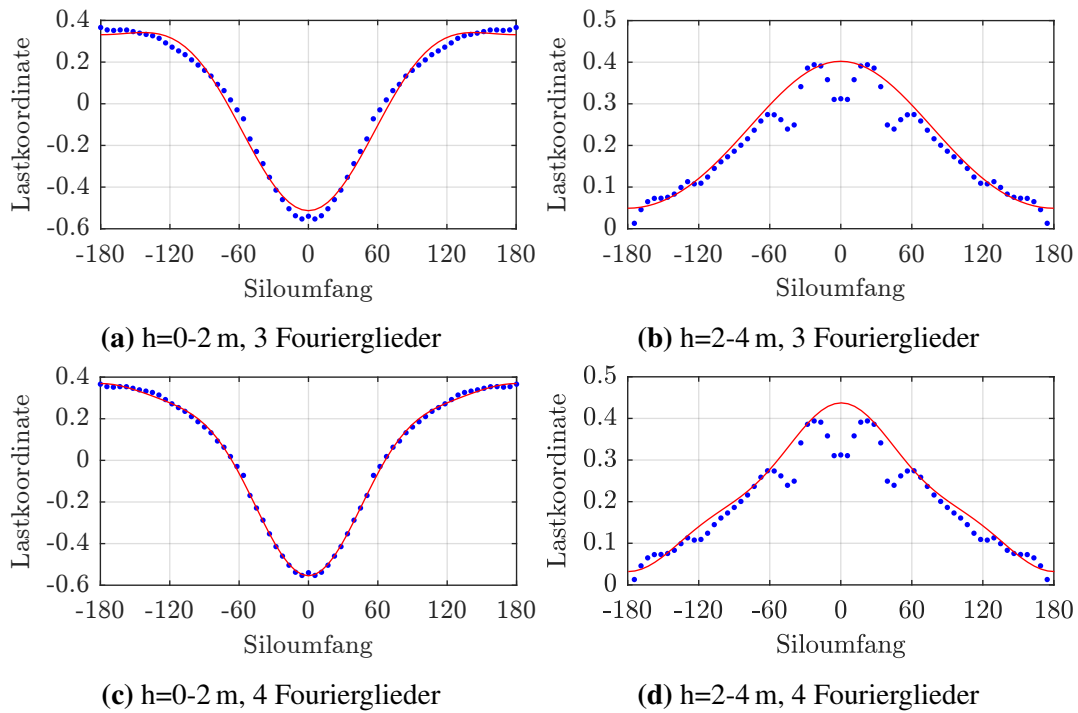 0.4
0.2
0
-0.2
-0.4
-0.6
Lastkoordinate
-180 -120 -60 0 60 120 180
Siloumfang
(a) h=0-2 m, 3 Fourierglieder
0.5
0.4
0.3
0.2
0.1
0
Lastkoordinate
-180 -120 -60 0 60 120 180
Siloumfang
(b) h=2-4 m, 3 Fourierglieder
0.4
0.2
0
-0.2
-0.4
-0.6
Lastkoordinate
-180 -120 -60 0 60 120 180
Siloumfang
(c) h=0-2 m, 4 Fourierglieder
0.5
0.4
0.3
0.2
0.1
0
Lastkoordinate
-180 -120 -60 0 60 120 180
Siloumfang
(d) h=2-4 m, 4 Fourierglieder